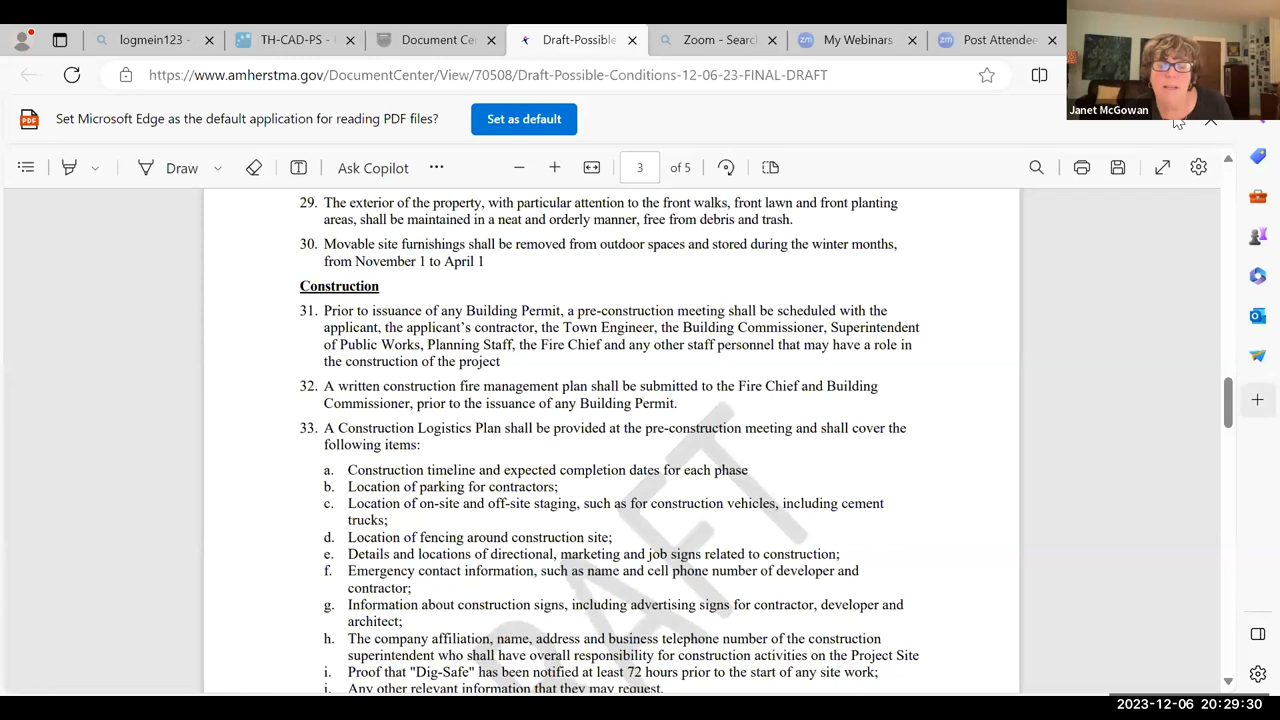 logmein123 -
TH-CAD-PS -
Document Ce
Draft-Possible
Zoom - Search
My Webinars
Post Attende
https://www.amherstma.gov/DocumentCenter/View/70508/Draft-Possible-Conditions-12-06-23-FINAL-DRAFT
Janet McGowan
PDF
Set Microsoft Edge as the default application for reading PDF files?
Set as default
Draw
Ask Copilot
3
of 5
29. The exterior of the property, with particular attention to the front walks, front lawn and front planting
areas, shall be maintained in a neat and orderly manner, free from debris and trash.
30. Movable site furnishings shall be removed from outdoor spaces and stored during the winter months,
from November 1 to April 1
Construction
31. Prior to issuance of any Building Permit, a pre-construction meeting shall be scheduled with the
applicant, the applicant's contractor, the Town Engineer, the Building Commissioner, Superintendent
of Public Works, Planning Staff, the Fire Chief and any other staff personnel that may have a role in
the construction of the project
32. A written construction fire management plan shall be submitted to the Fire Chief and Building
Commissioner, prior to the issuance of any Building Permit.
33. A Construction Logistics Plan shall be provided at the pre-construction meeting and shall cover the
following items:
a. Construction timeline and expected completion dates for each phase
b. Location of parking for contractors;
c. Location of on-site and off-site staging, such as for construction vehicles, including cement
trucks;
d. Location of fencing around construction site;
e. Details and locations of directional, marketing and job signs related to construction;
f. Emergency contact information, such as name and cell phone number of developer and
contractor;
g. Information about construction signs, including advertising signs for contractor, developer and
architect;
h. The company affiliation, name, address and business telephone number of the construction
superintendent who shall have overall responsibility for construction activities on the Project Site
i. Proof that "Dig-Safe" has been notified at least 72 hours prior to the start of any site work;
j. Any other relevant information that they may request.
DRAFT
2023-12-06 20:29:30